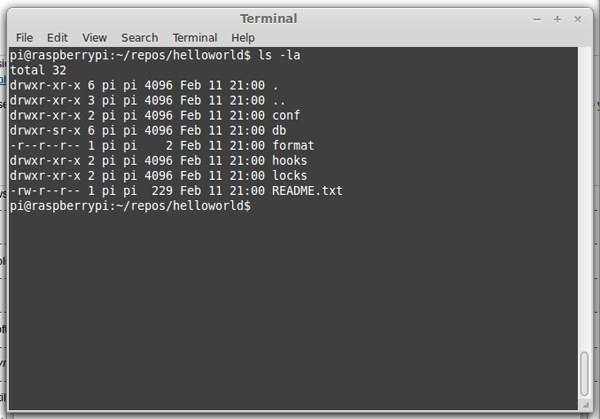 Terminal
File Edit View Search Terminal Help
pi@raspberrypi:~/repos/helloworld$ ls -la
total 32
drwxr-xr-x 6 pi pi 4096 Feb 11 21:00 .
drwxr-xr-x 3 pi pi 4096 Feb 11 21:00 ..
drwxr-xr-x 2 pi pi 4096 Feb 11 21:00 conf
drwxr-sr-x 6 pi pi 4096 Feb 11 21:00 db
-r--r--r-- 1 pi pi    2 Feb 11 21:00 format
drwxr-xr-x 2 pi pi 4096 Feb 11 21:00 hooks
drwxr-xr-x 2 pi pi 4096 Feb 11 21:00 locks
-rw-r--r-- 1 pi pi  229 Feb 11 21:00 README.txt
pi@raspberrypi:~/repos/helloworld$